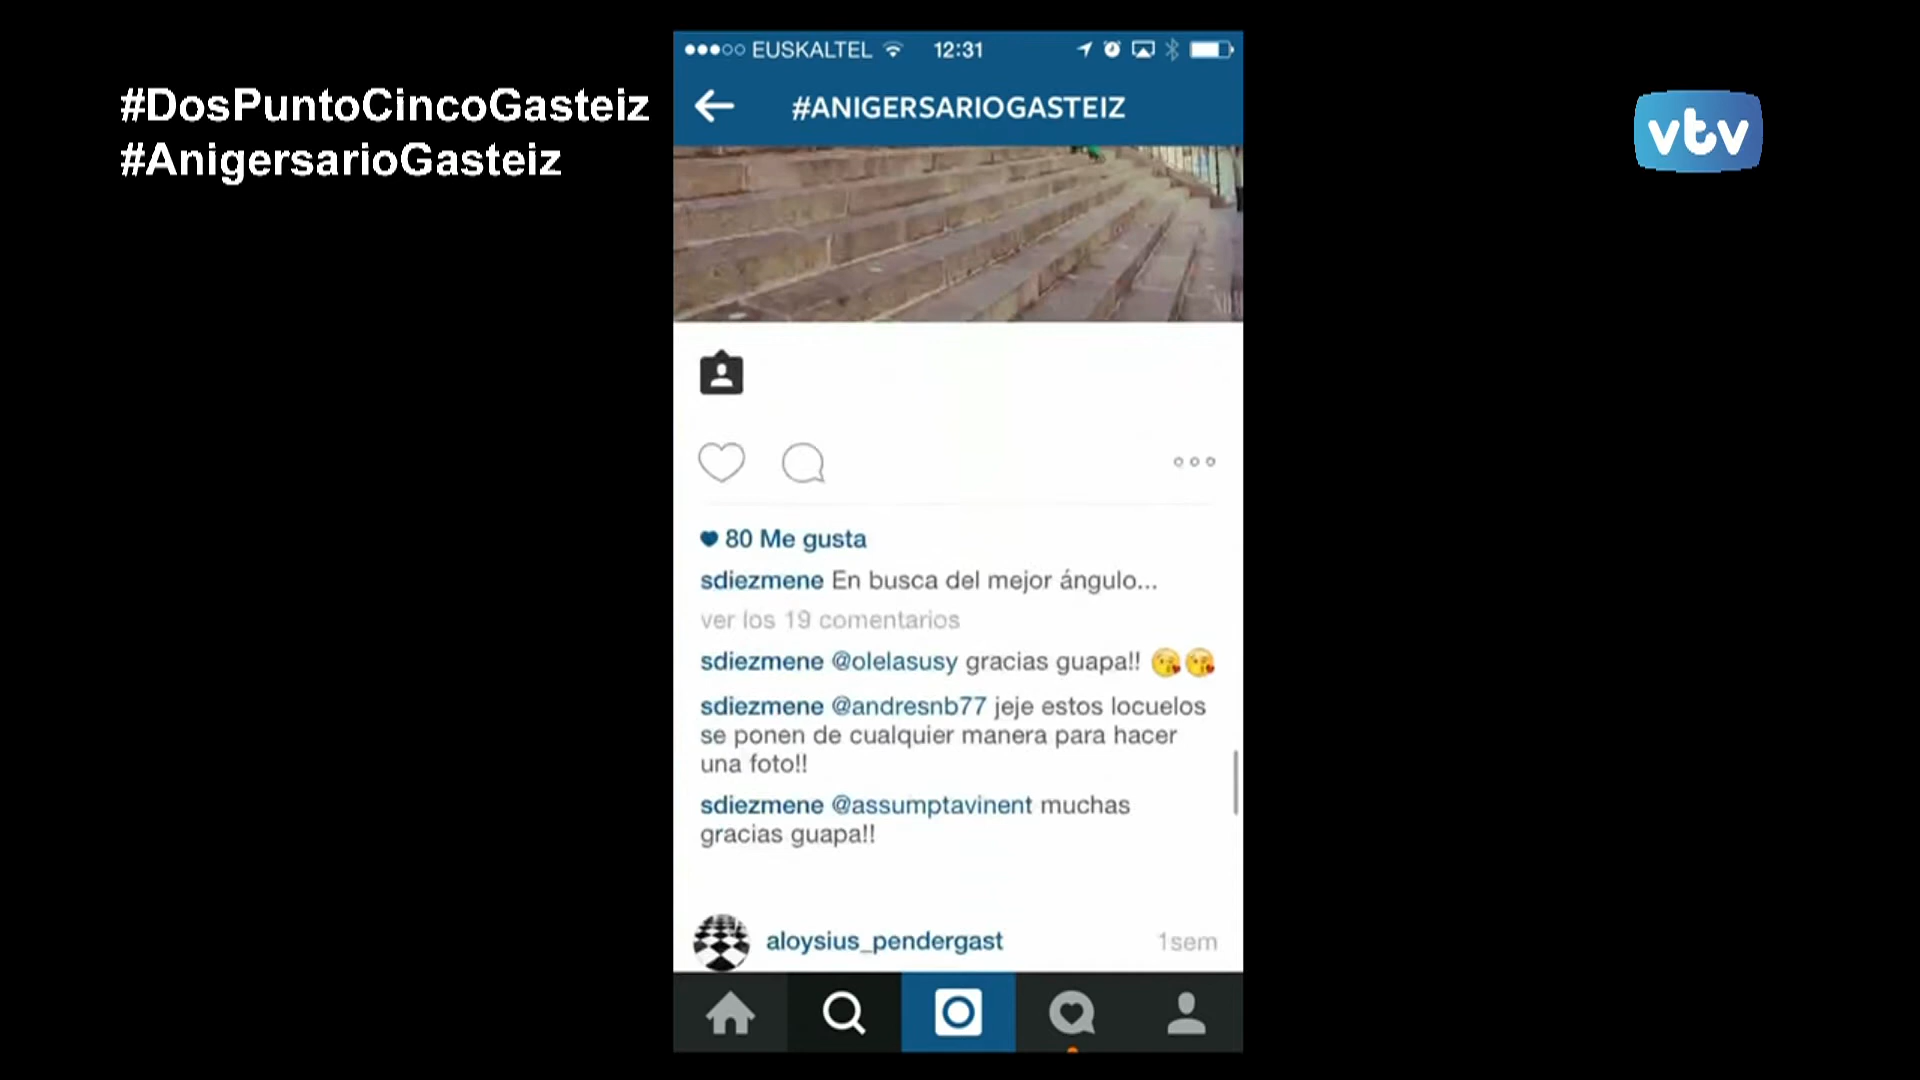 #DosPuntoCincoGasteiz
#AnigersarioGasteiz
EUSKALTEL 12:31
#ANIGERSARIOGASTEIZ
vtv
80 Me gusta
sdiezmene En busca del mejor ángulo...
ver los 19 comentarios
sdiezmene @olelasusy gracias guapa!! 😘😘
sdiezmene @andresnb77 jeje estos locuelos
se ponen de cualquier manera para hacer
una foto!!
sdiezmene @assumptavinent muchas
gracias guapa!!
aloysius_pendergast 1sem